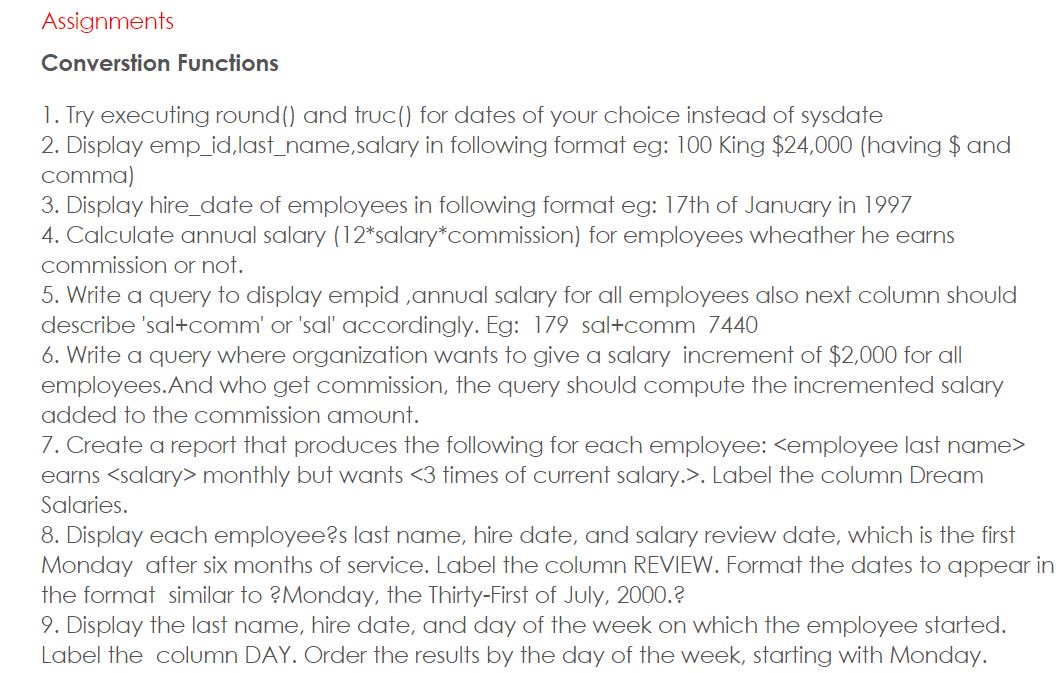 Assignments
Converstion Functions
1. Try executing round() and truc() for dates of your choice instead of sysdate
2. Display emp_id,last_name,salary in following format eg: 100 King $24,000 (having $ and
comma)
3. Display hire_date of employees in following format eg: 17th of January in 1997
4. Calculate annual salary (12*salary*commission) for employees wheather he earns
commission or not.
5. Write a query to display empid ,annual salary for all employees also next column should
describe 'sal+comm' or 'sal' accordingly. Eg:  179  sal+comm  7440
6. Write a query where organization wants to give a salary  increment of $2,000 for all
employees.And who get commission, the query should compute the incremented salary
added to the commission amount.
7. Create a report that produces the following for each employee: <employee last name>
earns <salary> monthly but wants <3 times of current salary.>. Label the column Dream
Salaries.
8. Display each employee?s last name, hire date, and salary review date, which is the first
Monday  after six months of service. Label the column REVIEW. Format the dates to appear in
the format  similar to ?Monday, the Thirty-First of July, 2000.?
9. Display the last name, hire date, and day of the week on which the employee started.
Label the  column DAY. Order the results by the day of the week, starting with Monday.